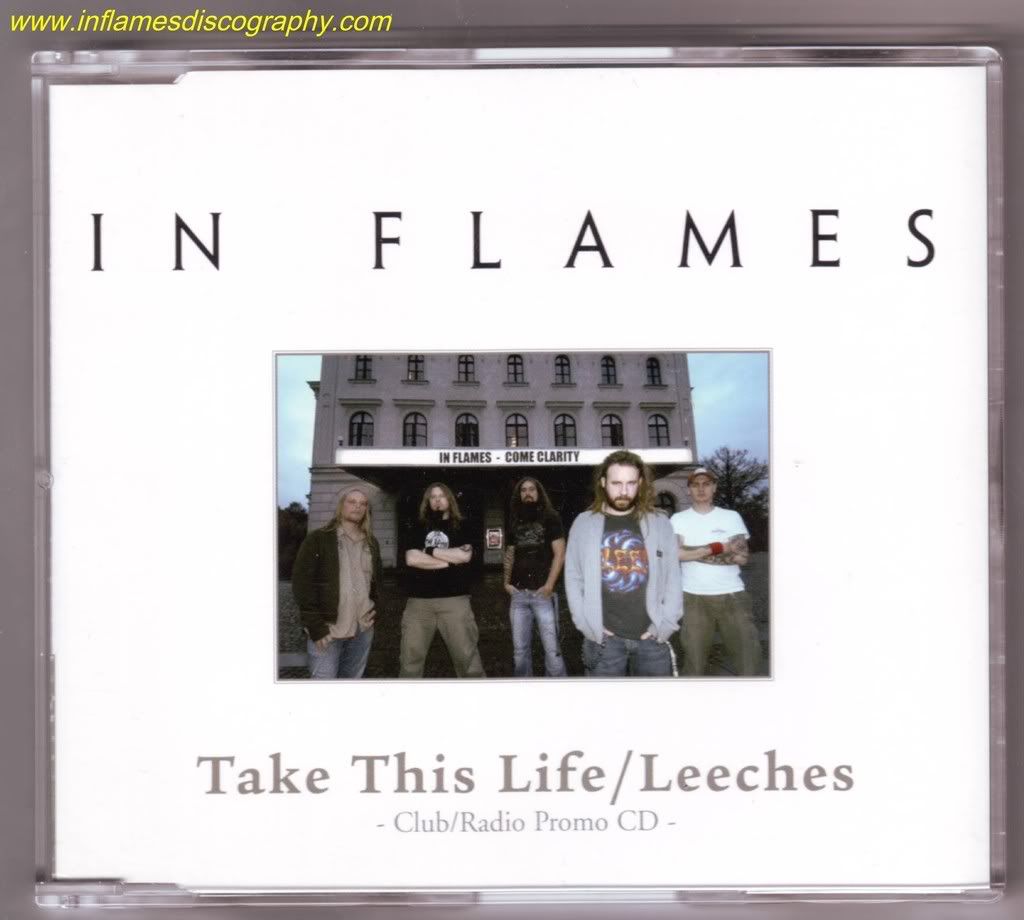 www.inflamesdiscography.com
IN FLAMES
IN FLAMES - COME CLARITY
Take This Life/Leeches
- Club/Radio Promo CD -